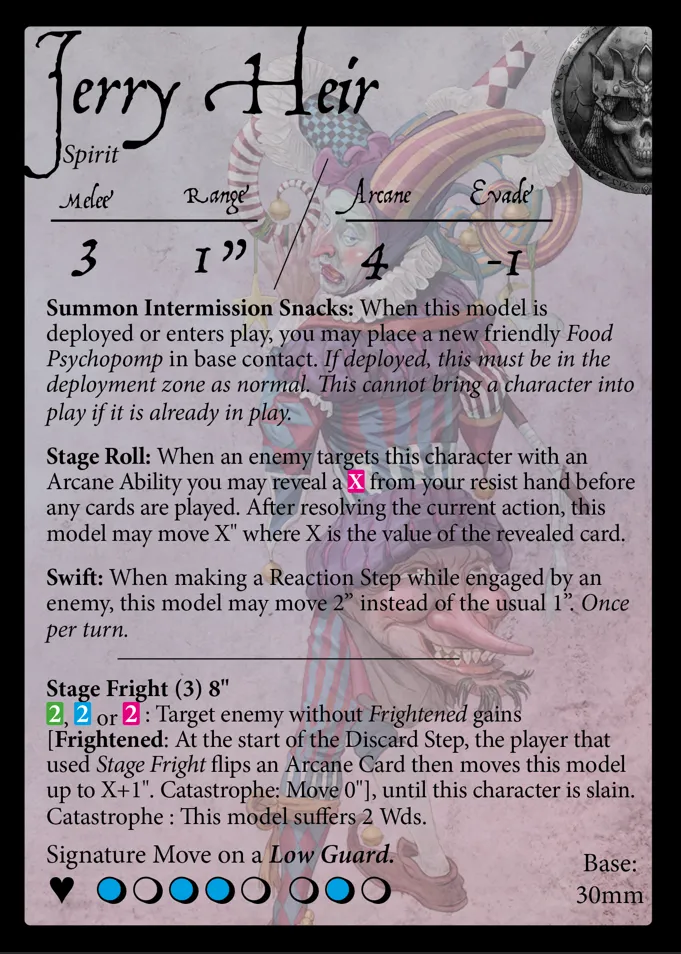 Jerry Heir
Spirit
Melee Range Arcane Evade
3 1” 4 -1
Summon Intermission Snacks: When this model is
deployed or enters play, you may place a new friendly Food
Psychopomp in base contact. If deployed, this must be in the
deployment zone as normal. This cannot bring a character into
play if it is already in play.
Stage Roll: When an enemy targets this character with an
Arcane Ability you may reveal a X from your resist hand before
any cards are played. After resolving the current action, this
model may move X" where X is the value of the revealed card.
Swift: When making a Reaction Step while engaged by an
enemy, this model may move 2” instead of the usual 1”. Once
per turn.
Stage Fright (3) 8"
2, 2 or 2 : Target enemy without Frightened gains
[Frightened: At the start of the Discard Step, the player that
used Stage Fright flips an Arcane Card then moves this model
up to X+1". Catastrophe: Move 0"], until this character is slain.
Catastrophe : This model suffers 2 Wds.
Signature Move on a Low Guard.
Base:
30mm